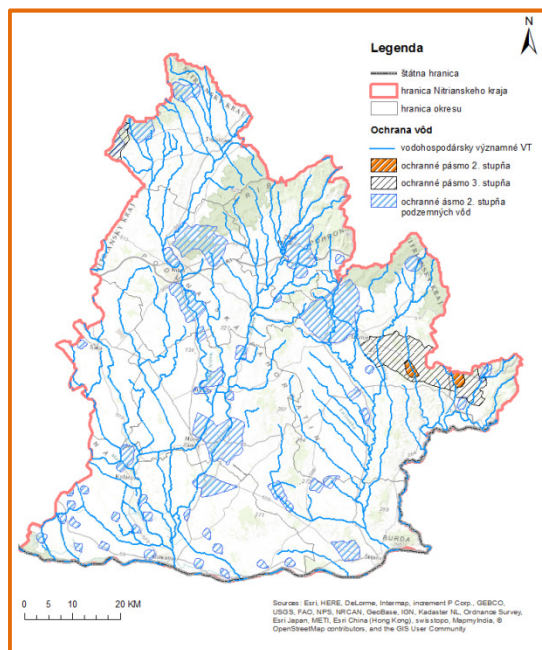 N
Legenda
štátna hranica
hranica Nitrianskeho kraja
hranica okresu
Ochrana vôd
vodohospodársky významné VT
ochranné pásmo 2. stupňa
ochranné pásmo 3. stupňa
ochranné ásmo 2. stupňa
podzemných vôd
BURDA
0 5 10 20 KM
Sources: Esri, HERE, DeLorme, Intermap, increment P Corp., GEBCO,
USGS, FAO, NPS, NRCAN, GeoBase, IGN, Kadaster NL, Ordnance Survey,
Esri Japan, METI, Esri China (Hong Kong), swisstopo, MapmyIndia, ©
OpenStreetMap contributors, and the GIS User Community